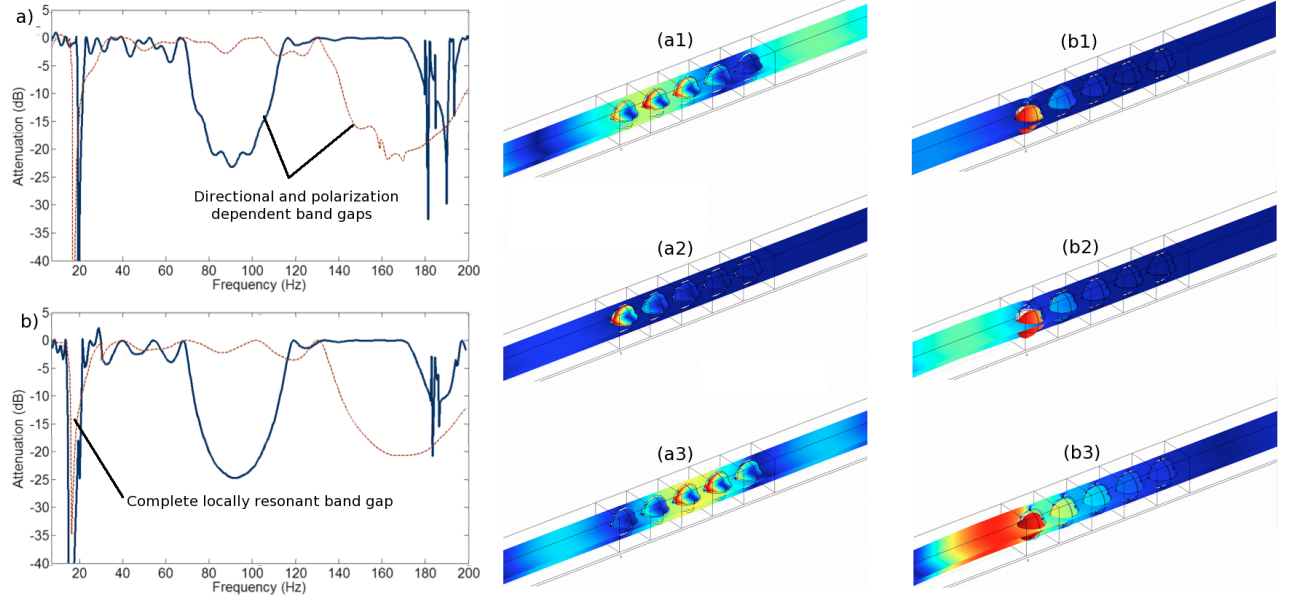 a)
5
0
-5
-10
-15
-20
-25
-30
-35
-40
Attenuation (dB)
20 40 60 80 100 120 140 160 180 200
Frequency (Hz)
Directional and polarization
dependent band gaps
b)
5
0
-5
-10
-15
-20
-25
-30
-35
-40
Attenuation (dB)
20 40 60 80 100 120 140 160 180 200
Frequency (Hz)
Complete locally resonant band gap
(a1)
(a2)
(a3)
(b1)
(b2)
(b3)